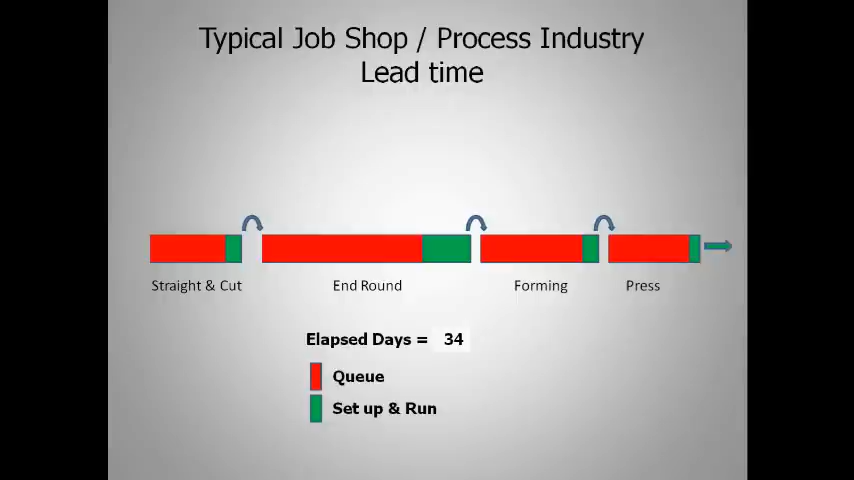 Typical Job Shop / Process Industry
Lead time
Straight & Cut
End Round
Forming
Press
Elapsed Days = 34
Queue
Set up & Run